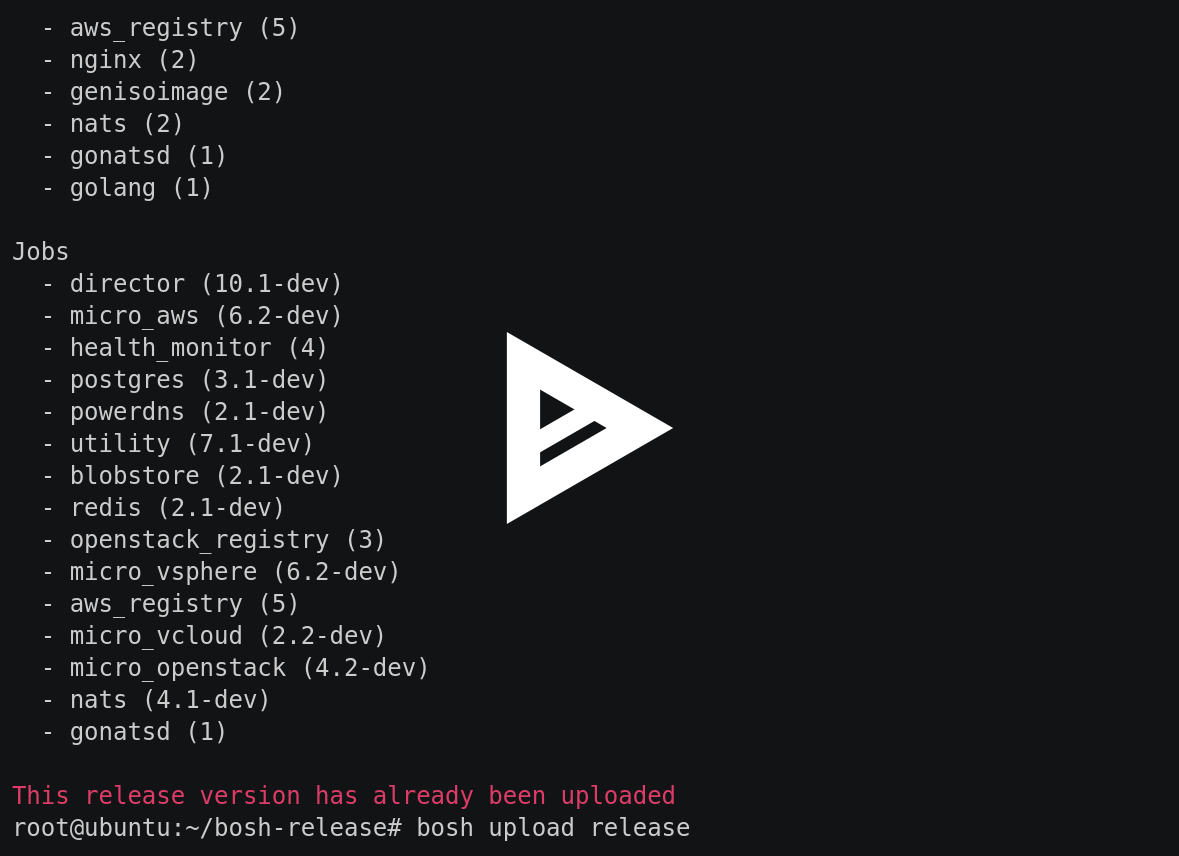 - aws_registry (5)
- nginx (2)
- genisoimage (2)
- nats (2)
- gonatsd (1)
- golang (1)
Jobs
- director (10.1-dev)
- micro_aws (6.2-dev)
- health_monitor (4)
- postgres (3.1-dev)
- powerdns (2.1-dev)
- utility (7.1-dev)
- blobstore (2.1-dev)
- redis (2.1-dev)
- openstack_registry (3)
- micro_vsphere (6.2-dev)
- aws_registry (5)
- micro_vcloud (2.2-dev)
- micro_openstack (4.2-dev)
- nats (4.1-dev)
- gonatsd (1)
This release version has already been uploaded
root@ubuntu:~/bosh-release# bosh upload release